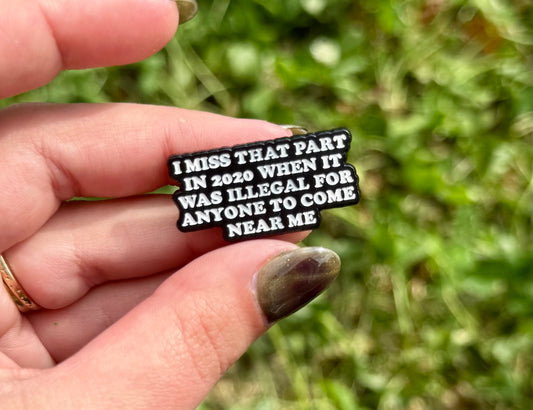 I MISS THAT PART
IN 2020 WHEN IT
WAS ILLEGAL FOR
ANYONE TO COME
NEAR ME